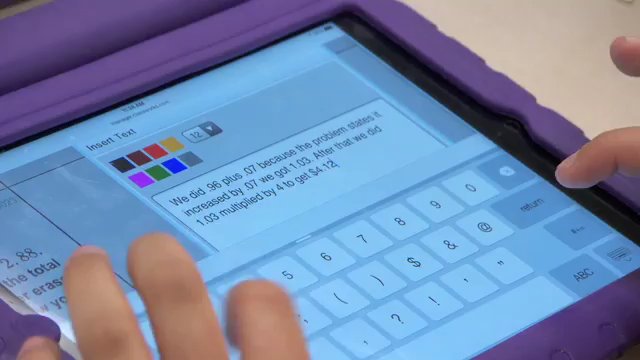 Insert Text
12
We did .96 plus .07 because the problem states it
increased by .07 we got 1.03. After that we did
1.03 multiplied by 4 to get $4.12
2.88.
the total
5 6 7 8 9 0
( ) $ & @
return
, ? ! ' "
ABC